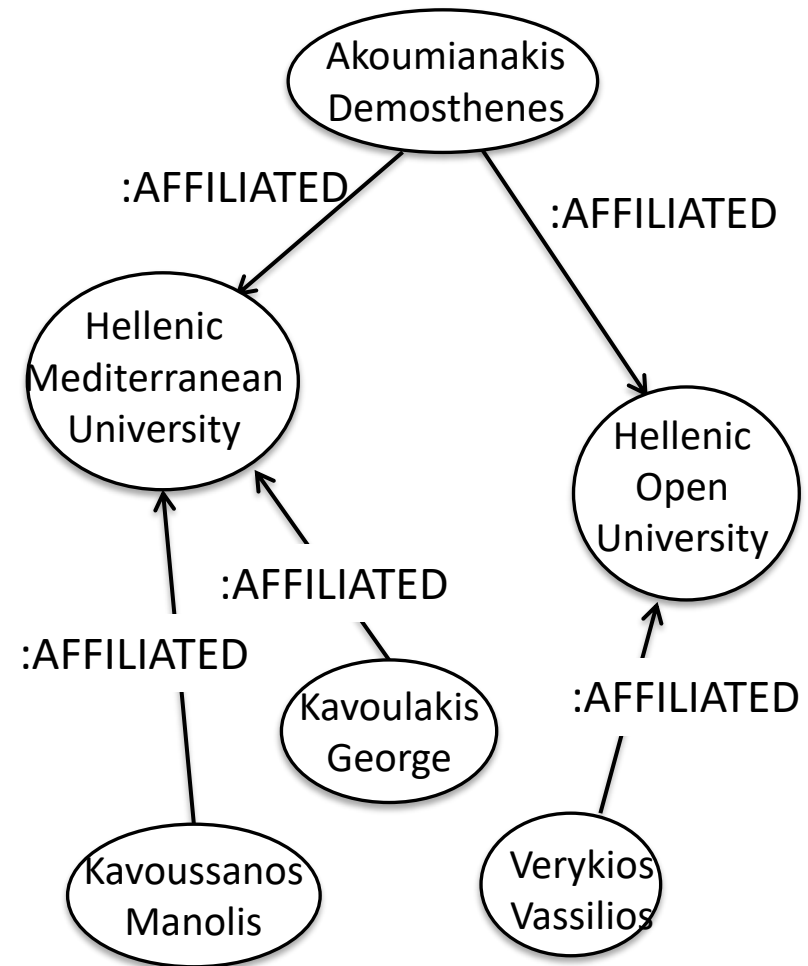 Akoumianakis
Demosthenes
:AFFILIATED
:AFFILIATED
Hellenic
Mediterranean
University
Hellenic
Open
University
:AFFILIATED
:AFFILIATED
:AFFILIATED
Kavoulakis
George
Kavoussanos
Manolis
Verykios
Vassilios